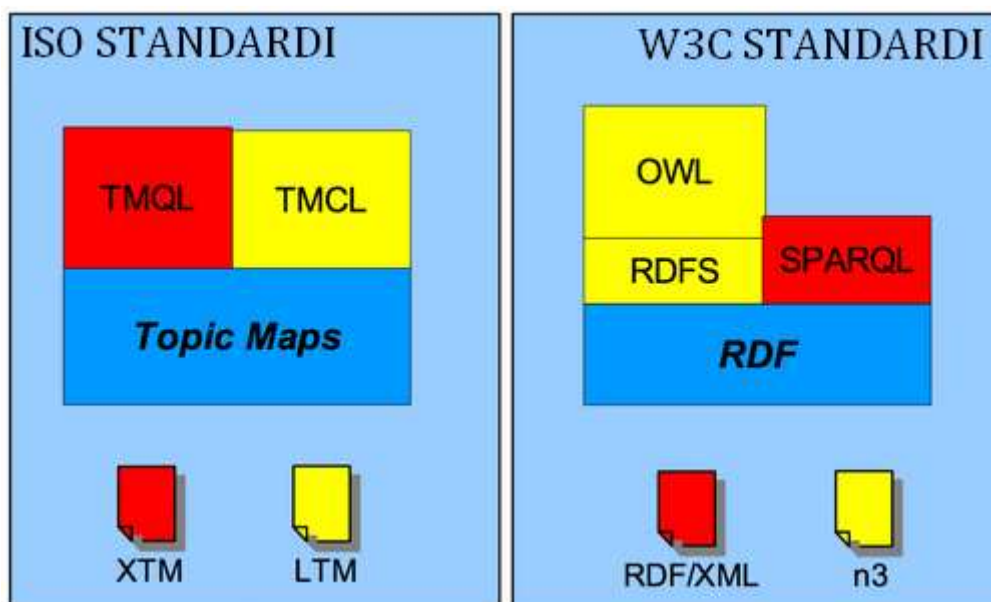 ISO STANDARDI
TMQL
TMCL
Topic Maps
XTM
LTM
W3C STANDARDI
OWL
RDFS
SPARQL
RDF
RDF/XML
n3